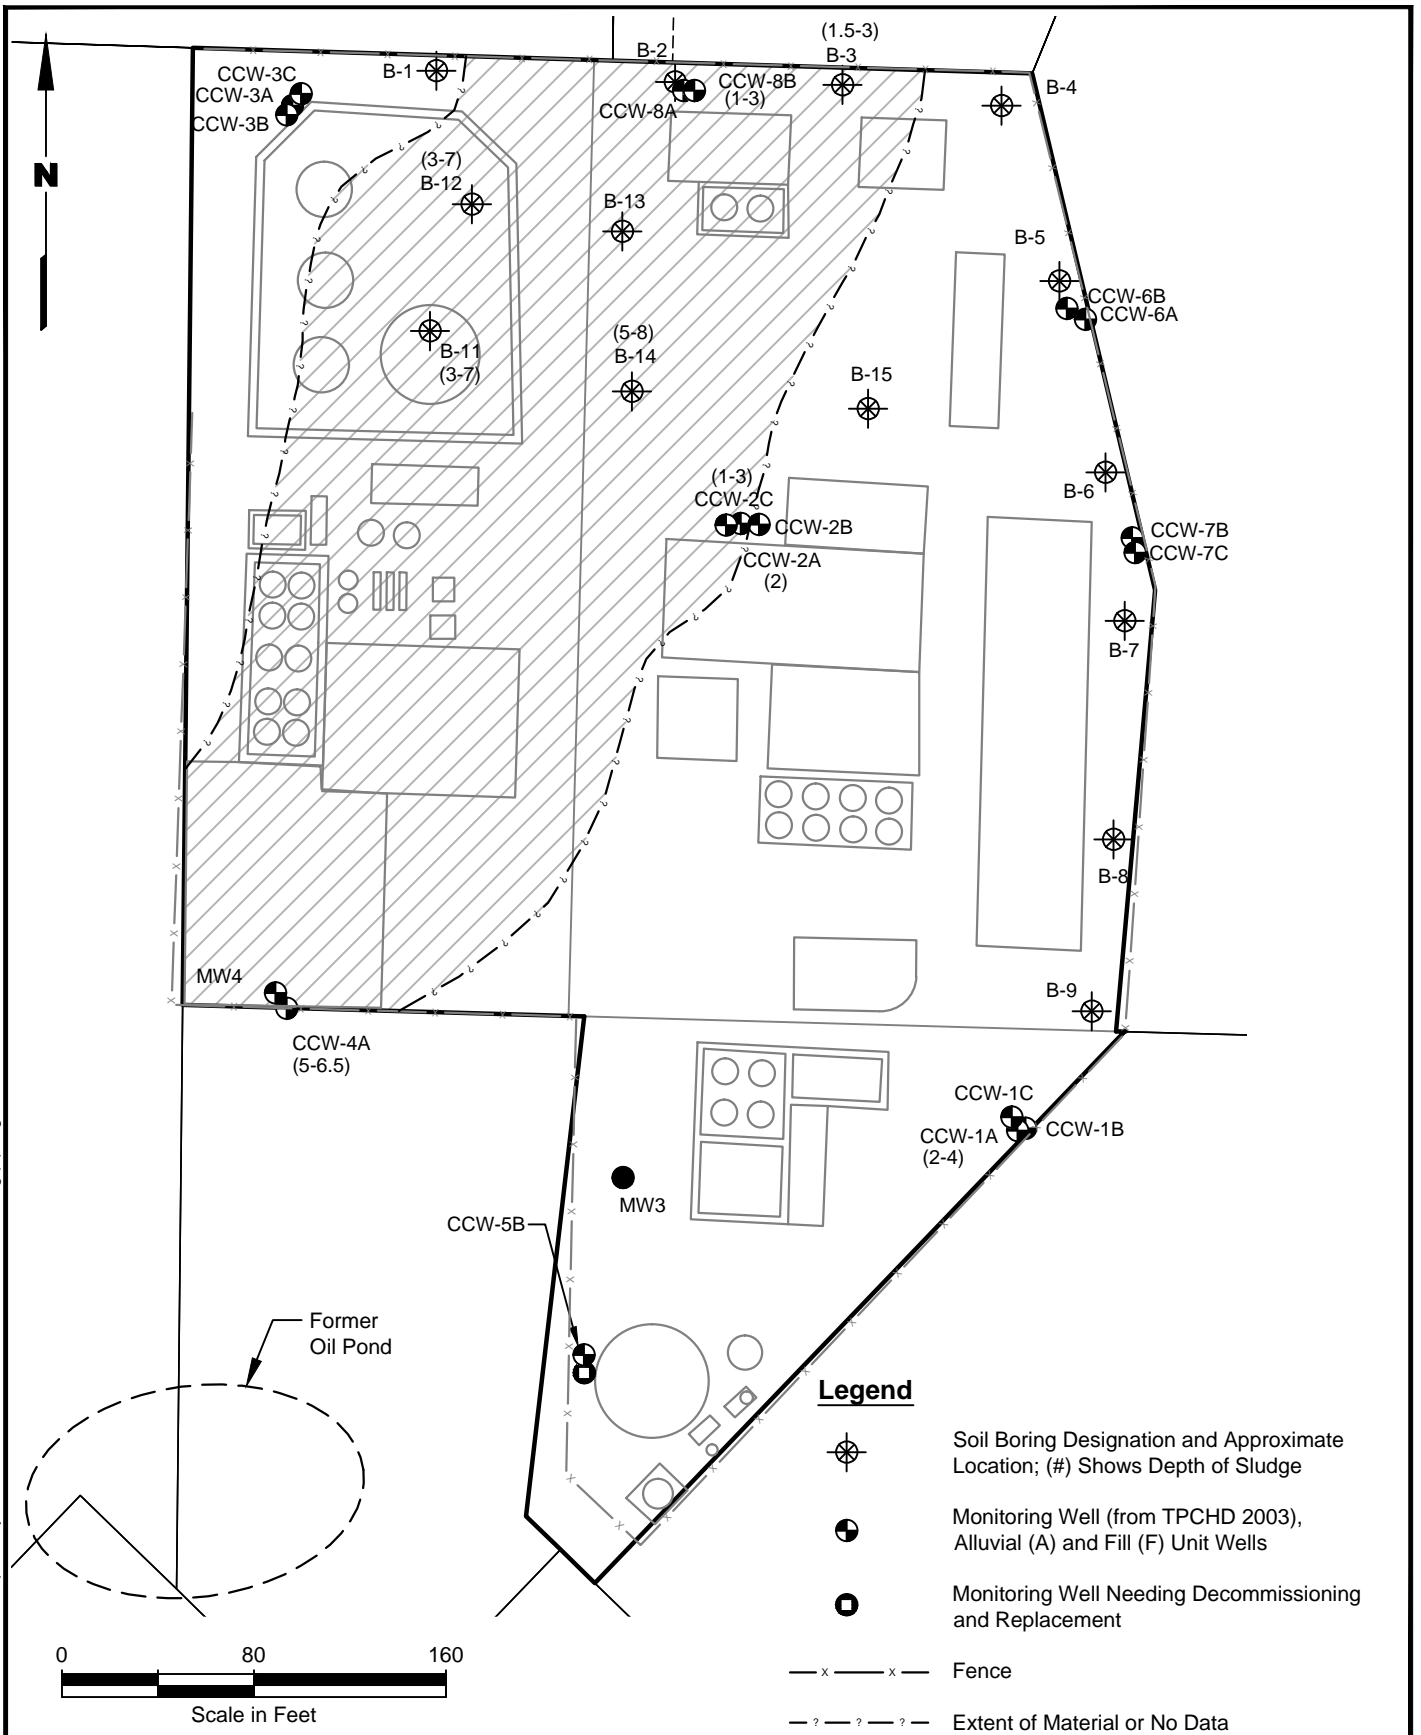 (1.5-3)
B-2
B-3
CCW-3C
B-1
CCW-8B
(1-3)
B-4
CCW-3A
CCW-8A
CCW-3B
N
(3-7)
B-12
B-13
B-5
CCW-6B
CCW-6A
(5-8)
B-14
B-11
(3-7)
B-15
(1-3)
CCW-2C
B-6
CCW-2B
CCW-7B
CCW-7C
CCW-2A
(2)
B-7
B-8
MW4
B-9
CCW-4A
(5-6.5)
CCW-1C
CCW-1A
(2-4)
CCW-1B
MW3
CCW-5B
Former
Oil Pond
Legend
Soil Boring Designation and Approximate
Location; (#) Shows Depth of Sludge
Monitoring Well (from TPCHD 2003),
Alluvial (A) and Fill (F) Unit Wells
Monitoring Well Needing Decommissioning
and Replacement
0 80 160
Scale in Feet
x x Fence
? ? ? Extent of Material or No Data